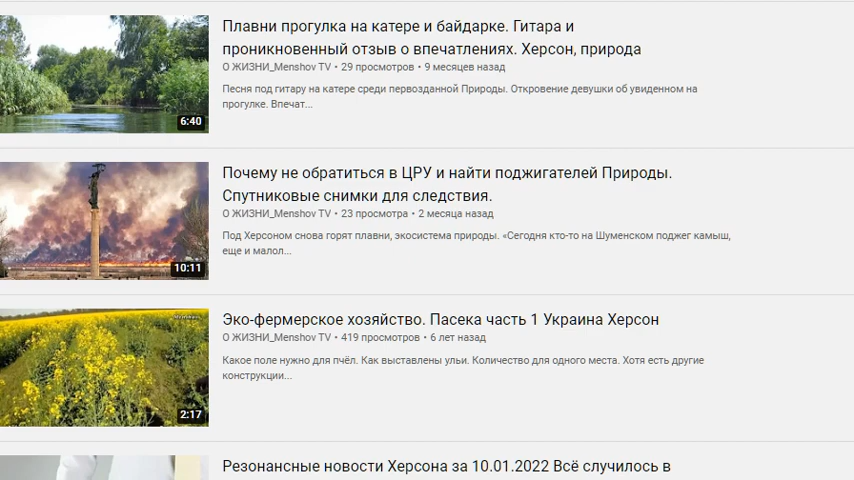 Плавни прогулка на катере и байдарке. Гитара и
проникновенный отзыв о впечатлениях. Херсон, природа
О ЖИЗНИ_Menshov TV • 29 просмотров • 9 месяцев назад
Песня под гитару на катере среди первозданной Природы. Откровение девушки об увиденном на
прогулке. Впечат...
6:40
Почему не обратиться в ЦРУ и найти поджигателей Природы.
Спутниковые снимки для следствия.
О ЖИЗНИ_Menshov TV • 23 просмотра • 2 месяца назад
Под Херсоном снова горят плавни, экосистема природы. «Сегодня кто-то на Шуменском поджег камыш,
еще и малол...
10:11
Эко-фермерское хозяйство. Пасека часть 1 Украина Херсон
О ЖИЗНИ_Menshov TV • 419 просмотров • 6 лет назад
Какое поле нужно для пчёл. Как выставлены ульи. Количество для одного места. Хотя есть другие
конструкции...
2:17
Резонансные новости Херсона за 10.01.2022 Всё случилось в